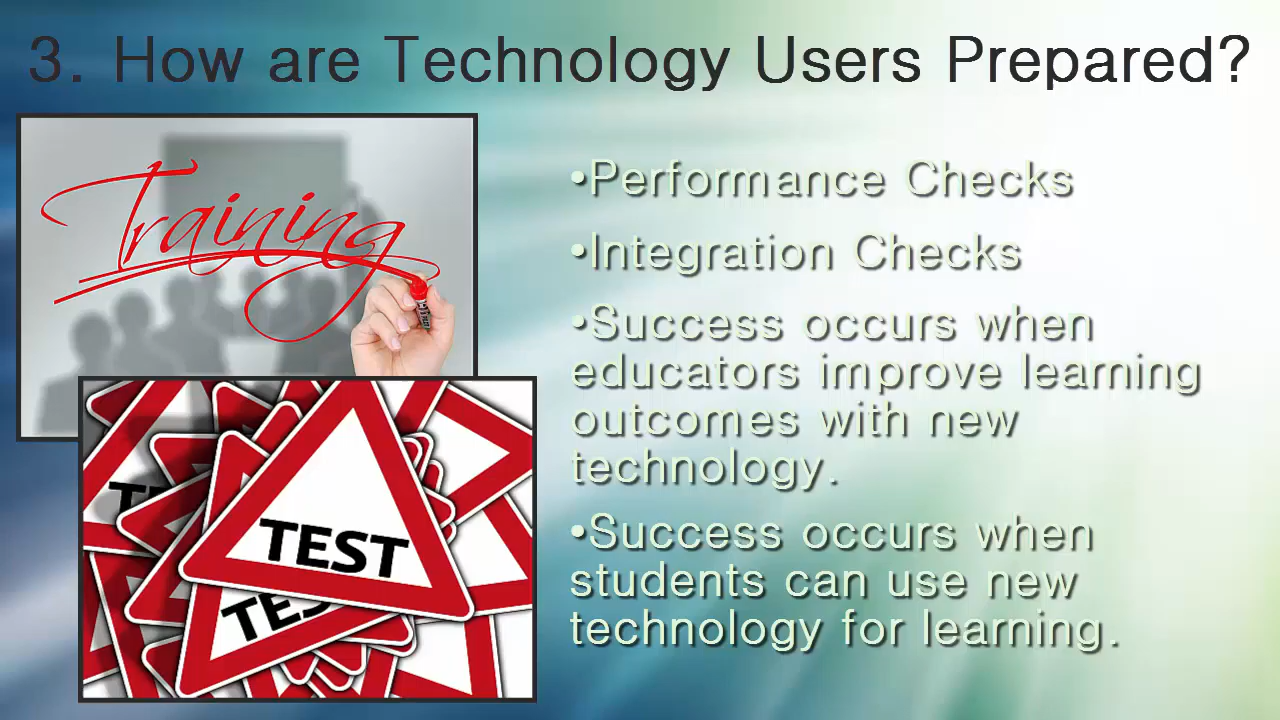 3. How are Technology Users Prepared?
Training
•Performance Checks
•Integration Checks
•Success occurs when
educators improve learning
outcomes with new
technology.
•Success occurs when
students can use new
technology for learning.
TEST